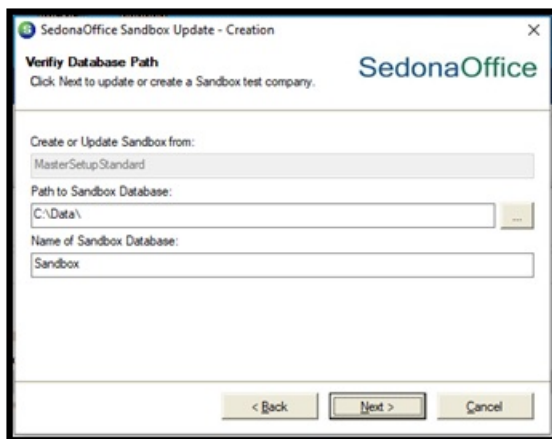 SedonaOffice Sandbox Update - Creation
Verifiy Database Path
Click Next to update or create a Sandbox test company.
SedonaOffice
Create or Update Sandbox from:
MasterSetupStandard
Path to Sandbox Database:
C:\Data\
...
Name of Sandbox Database:
Sandbox
< Back
Next >
Cancel